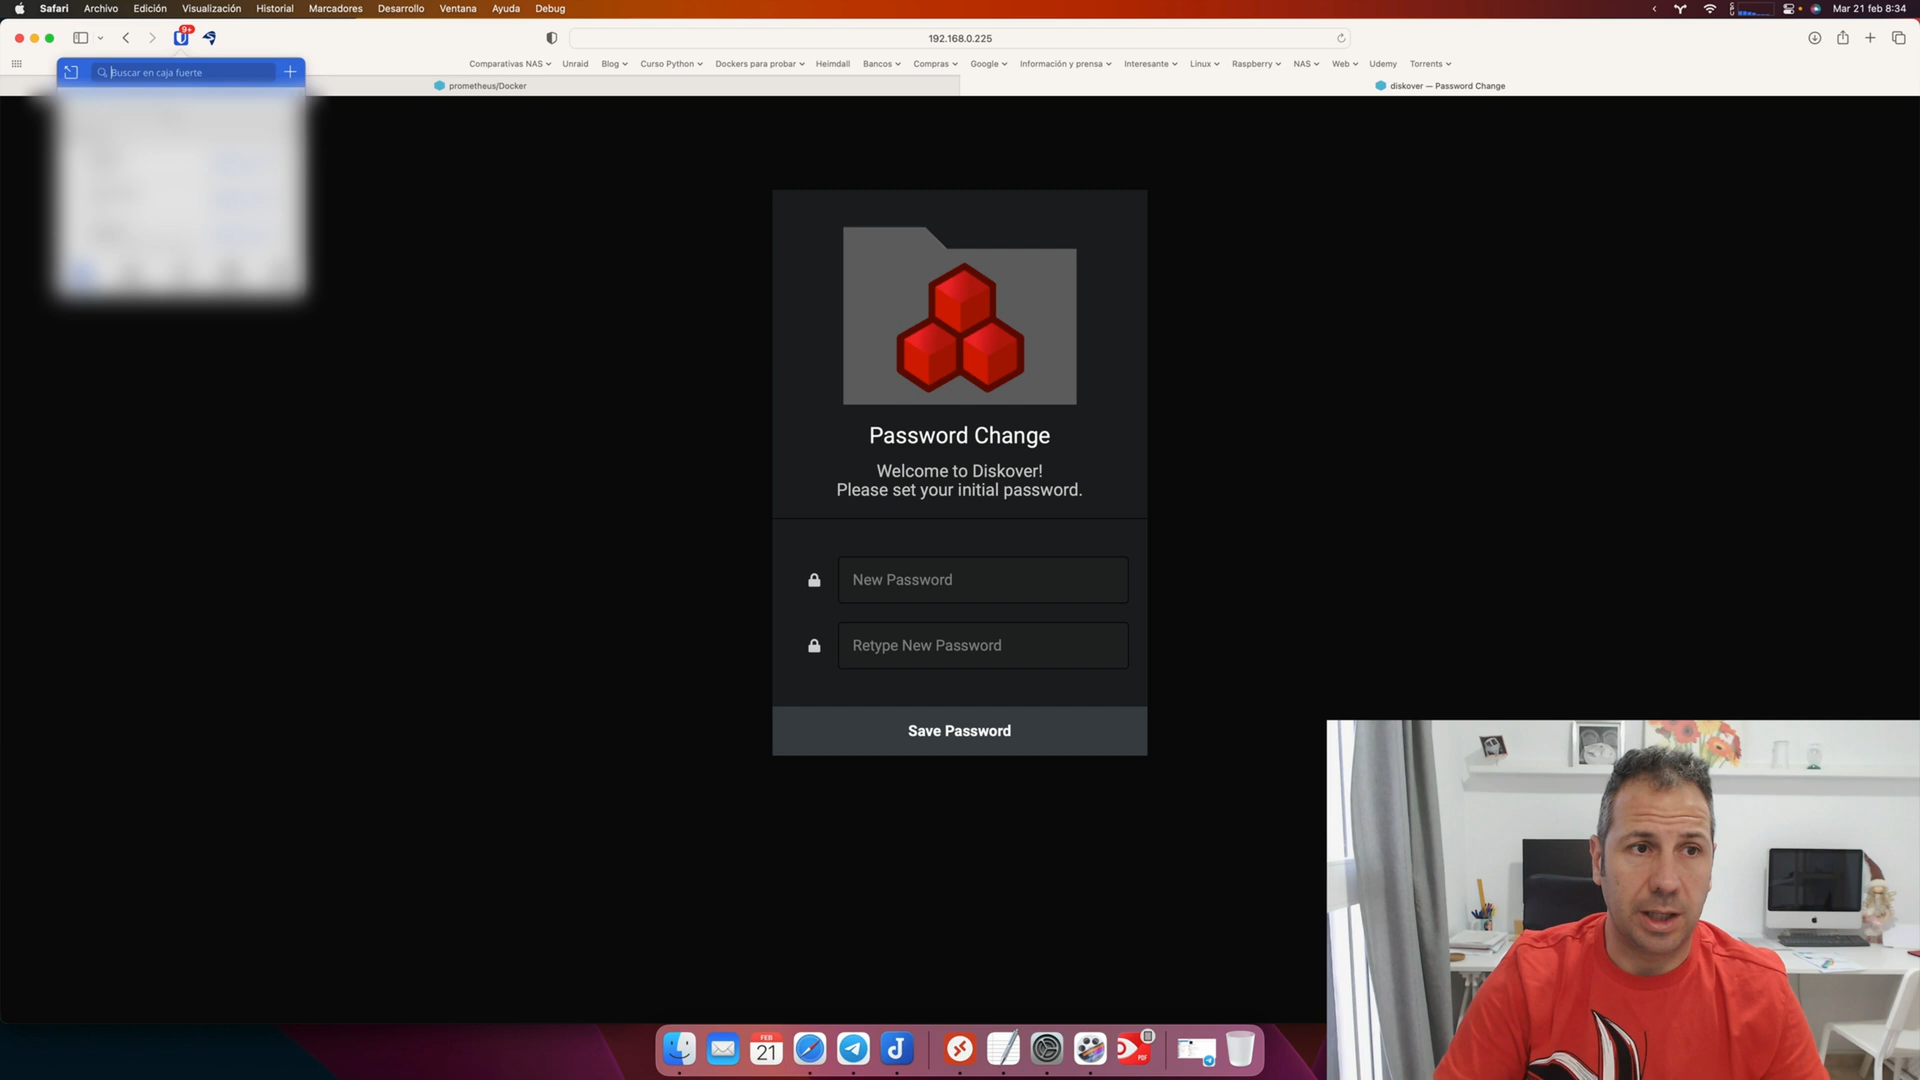 Safari Archivo Edición Visualización Historial Marcadores Desarrollo Ventana Ayuda Debug
Mar 21 feb 8:34
9+
192.168.0.225
Buscar en caja fuerte
Comparativas NAS Unraid Blog Curso Python Dockers para probar Heimdall Bancos Compras Google Información y prensa Interesante Linux Raspberry NAS Web Udemy Torrents
prometheus/Docker
diskover — Password Change
Password Change
Welcome to Diskover!
Please set your initial password.
New Password
Retype New Password
Save Password
FEB
21
J
PDF